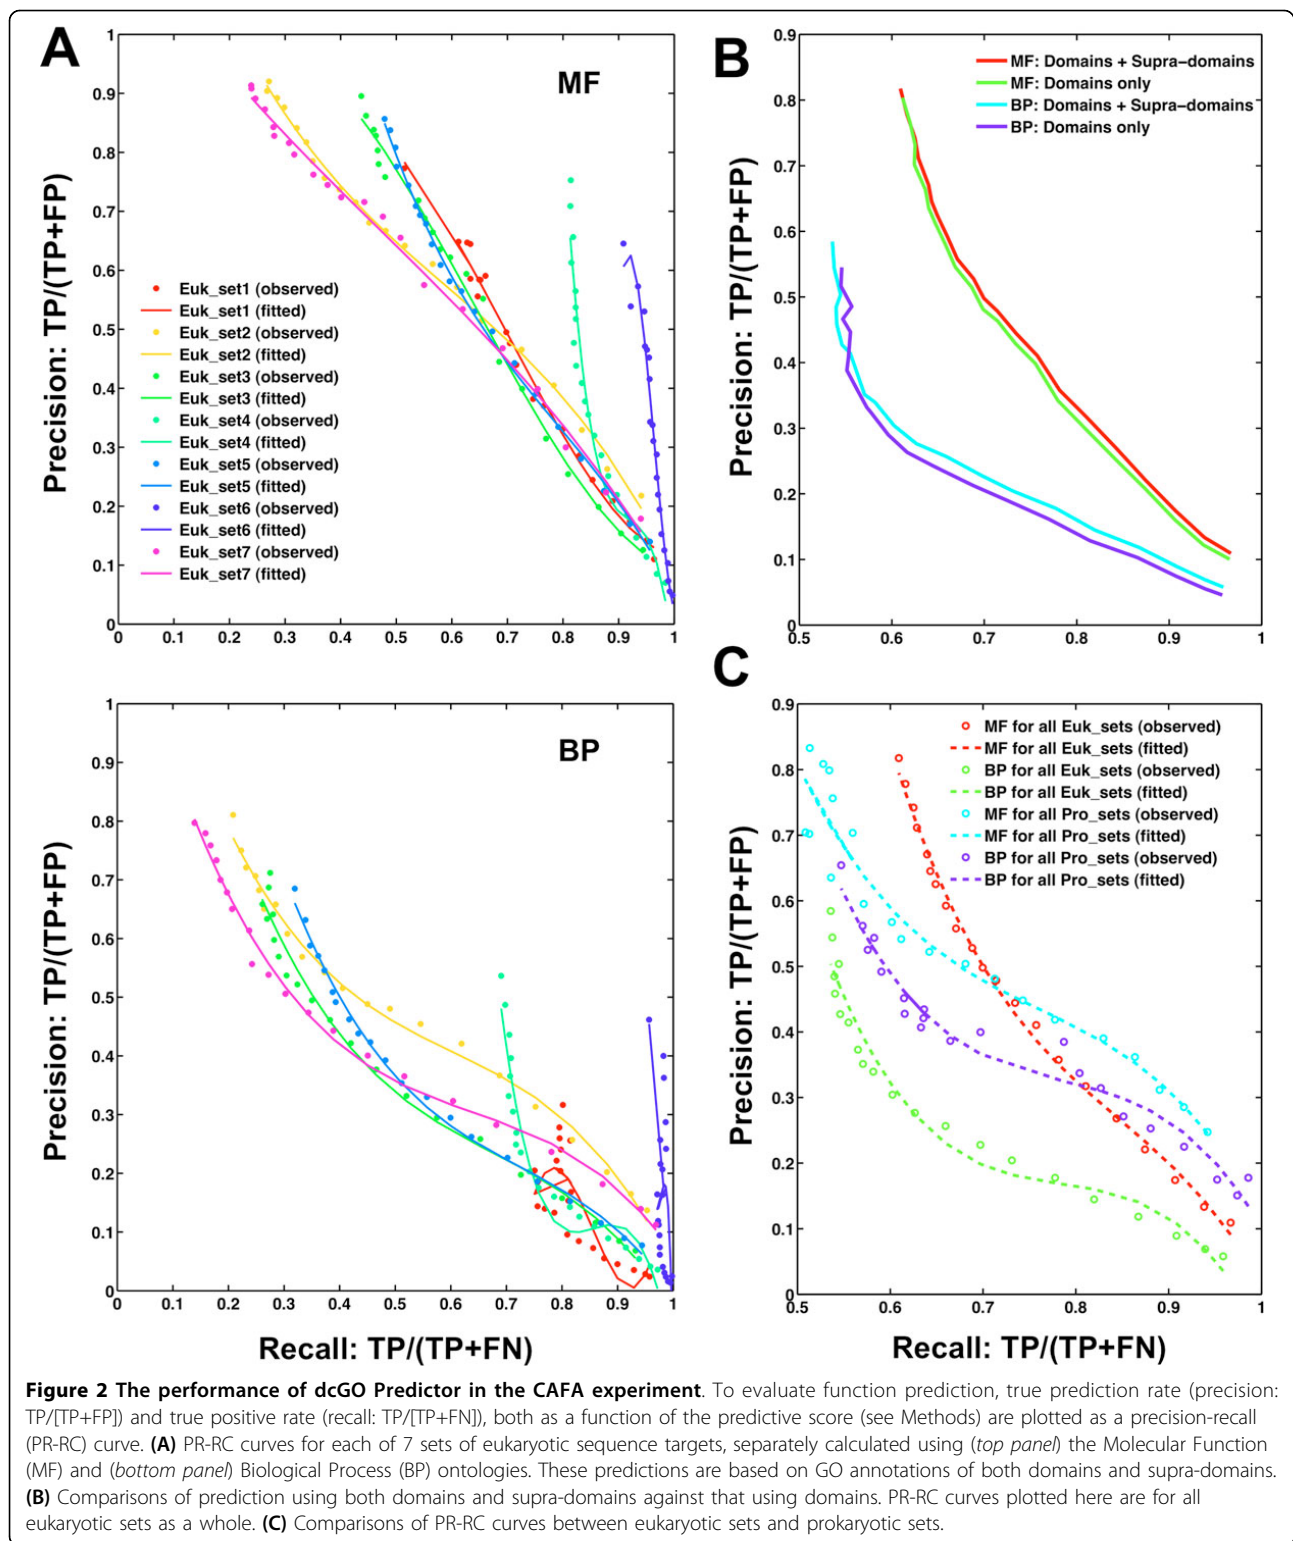 A
MF
Precision: TP/(TP+FP)
1
0.9
0.8
0.7
0.6
0.5
0.4
0.3
0.2
0.1
0
Euk_set1 (observed)
Euk_set1 (fitted)
Euk_set2 (observed)
Euk_set2 (fitted)
Euk_set3 (observed)
Euk_set3 (fitted)
Euk_set4 (observed)
Euk_set4 (fitted)
Euk_set5 (observed)
Euk_set5 (fitted)
Euk_set6 (observed)
Euk_set6 (fitted)
Euk_set7 (observed)
Euk_set7 (fitted)
0 0.1 0.2 0.3 0.4 0.5 0.6 0.7 0.8 0.9 1
B
Precision: TP/(TP+FP)
0.9
0.8
0.7
0.6
0.5
0.4
0.3
0.2
0.1
0
MF: Domains + Supra–domains
MF: Domains only
BP: Domains + Supra–domains
BP: Domains only
0.5 0.6 0.7 0.8 0.9 1
BP
Precision: TP/(TP+FP)
1
0.9
0.8
0.7
0.6
0.5
0.4
0.3
0.2
0.1
0
0 0.1 0.2 0.3 0.4 0.5 0.6 0.7 0.8 0.9 1
Recall: TP/(TP+FN)
C
Precision: TP/(TP+FP)
0.9
0.8
0.7
0.6
0.5
0.4
0.3
0.2
0.1
0
MF for all Euk_sets (observed)
MF for all Euk_sets (fitted)
BP for all Euk_sets (observed)
BP for all Euk_sets (fitted)
MF for all Pro_sets (observed)
MF for all Pro_sets (fitted)
BP for all Pro_sets (observed)
BP for all Pro_sets (fitted)
0.5 0.6 0.7 0.8 0.9 1
Recall: TP/(TP+FN)
Figure 2 The performance of dcGO Predictor in the CAFA experiment. To evaluate function prediction, true prediction rate (precision:
TP/[TP+FP]) and true positive rate (recall: TP/[TP+FN]), both as a function of the predictive score (see Methods) are plotted as a precision-recall
(PR-RC) curve. (A) PR-RC curves for each of 7 sets of eukaryotic sequence targets, separately calculated using (top panel) the Molecular Function
(MF) and (bottom panel) Biological Process (BP) ontologies. These predictions are based on GO annotations of both domains and supra-domains.
(B) Comparisons of prediction using both domains and supra-domains against that using domains. PR-RC curves plotted here are for all
eukaryotic sets as a whole. (C) Comparisons of PR-RC curves between eukaryotic sets and prokaryotic sets.